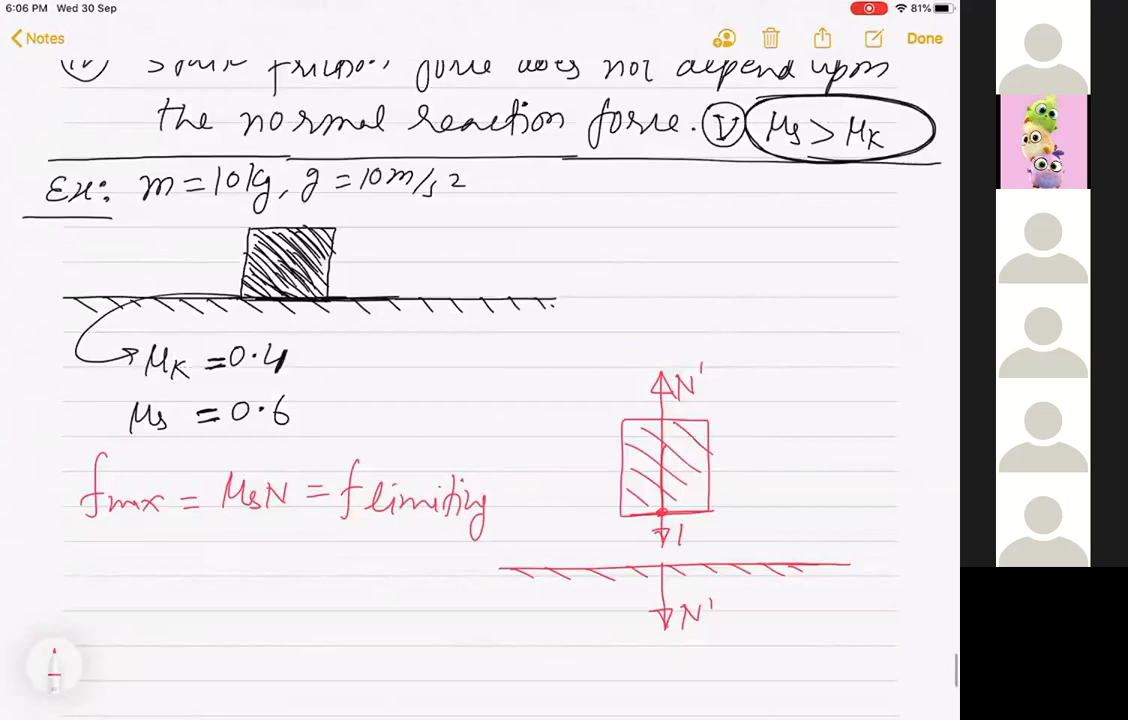 6:06 PM Wed 30 Sep 81%
Notes Done
friction force does not depend upon
the normal reaction force. (V) μs > μK
Ex: m = 10kg, g = 10m/s2
μK = 0.4
μs = 0.6
N'
fmax = μsN = flimiting
N'